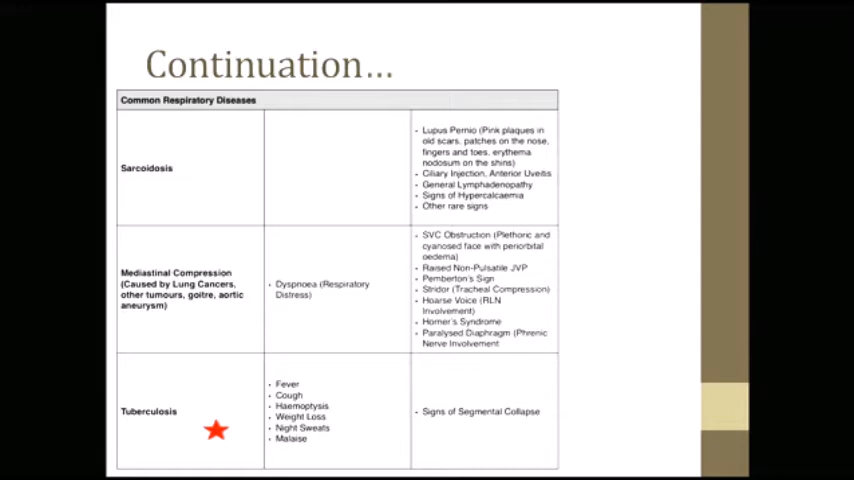 Continuation...
Common Respiratory Diseases
Sarcoidosis
• Lupus Pernio (Pink plaques in
old scars, patches on the nose,
fingers and toes, erythema
nodosum on the shins)
• Ciliary Injection, Anterior Uveitis
• General Lymphadenopathy
• Signs of Hypercalcaemia
• Other rare signs
Mediastinal Compression
(Caused by Lung Cancers,
other tumours, goitre, aortic
aneurysm)
• Dyspnoea (Respiratory
Distress)
• SVC Obstruction (Plethoric and
cyanosed face with periorbital
oedema)
• Raised Non-Pulsatile JVP
• Pemberton's Sign
• Stridor (Tracheal Compression)
• Hoarse Voice (RLN
Involvement)
• Horner's Syndrome
• Paralysed Diaphragm (Phrenic
Nerve Involvement
Tuberculosis
• Fever
• Cough
• Haemoptysis
• Weight Loss
• Night Sweats
• Malaise
• Signs of Segmental Collapse